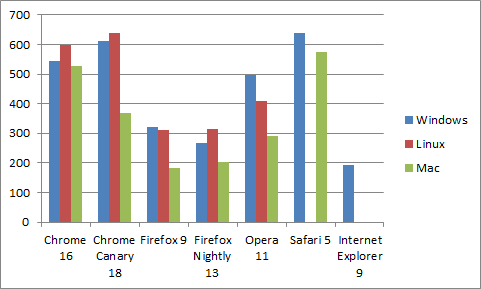 700
600
500
400
300
200
100
0
Chrome 16
Chrome Canary 18
Firefox 9
Firefox Nightly 13
Opera 11
Safari 5
Internet Explorer 9
Windows
Linux
Mac